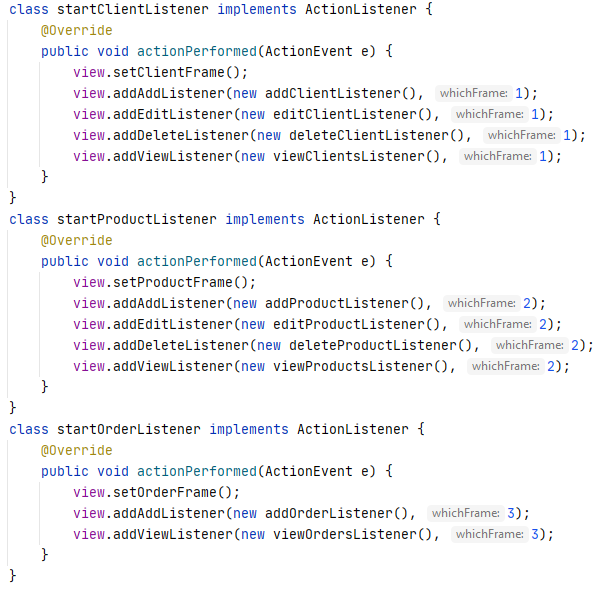 class startClientListener implements ActionListener {
    @Override
    public void actionPerformed(ActionEvent e) {
        view.setClientFrame();
        view.addAddListener(new addClientListener(), whichFrame: 1);
        view.addEditListener(new editClientListener(), whichFrame: 1);
        view.addDeleteListener(new deleteClientListener(), whichFrame: 1);
        view.addViewListener(new viewClientsListener(), whichFrame: 1);
    }
}
class startProductListener implements ActionListener {
    @Override
    public void actionPerformed(ActionEvent e) {
        view.setProductFrame();
        view.addAddListener(new addProductListener(), whichFrame: 2);
        view.addEditListener(new editProductListener(), whichFrame: 2);
        view.addDeleteListener(new deleteProductListener(), whichFrame: 2);
        view.addViewListener(new viewProductsListener(), whichFrame: 2);
    }
}
class startOrderListener implements ActionListener {
    @Override
    public void actionPerformed(ActionEvent e) {
        view.setOrderFrame();
        view.addAddListener(new addOrderListener(), whichFrame: 3);
        view.addViewListener(new viewOrdersListener(), whichFrame: 3);
    }
}